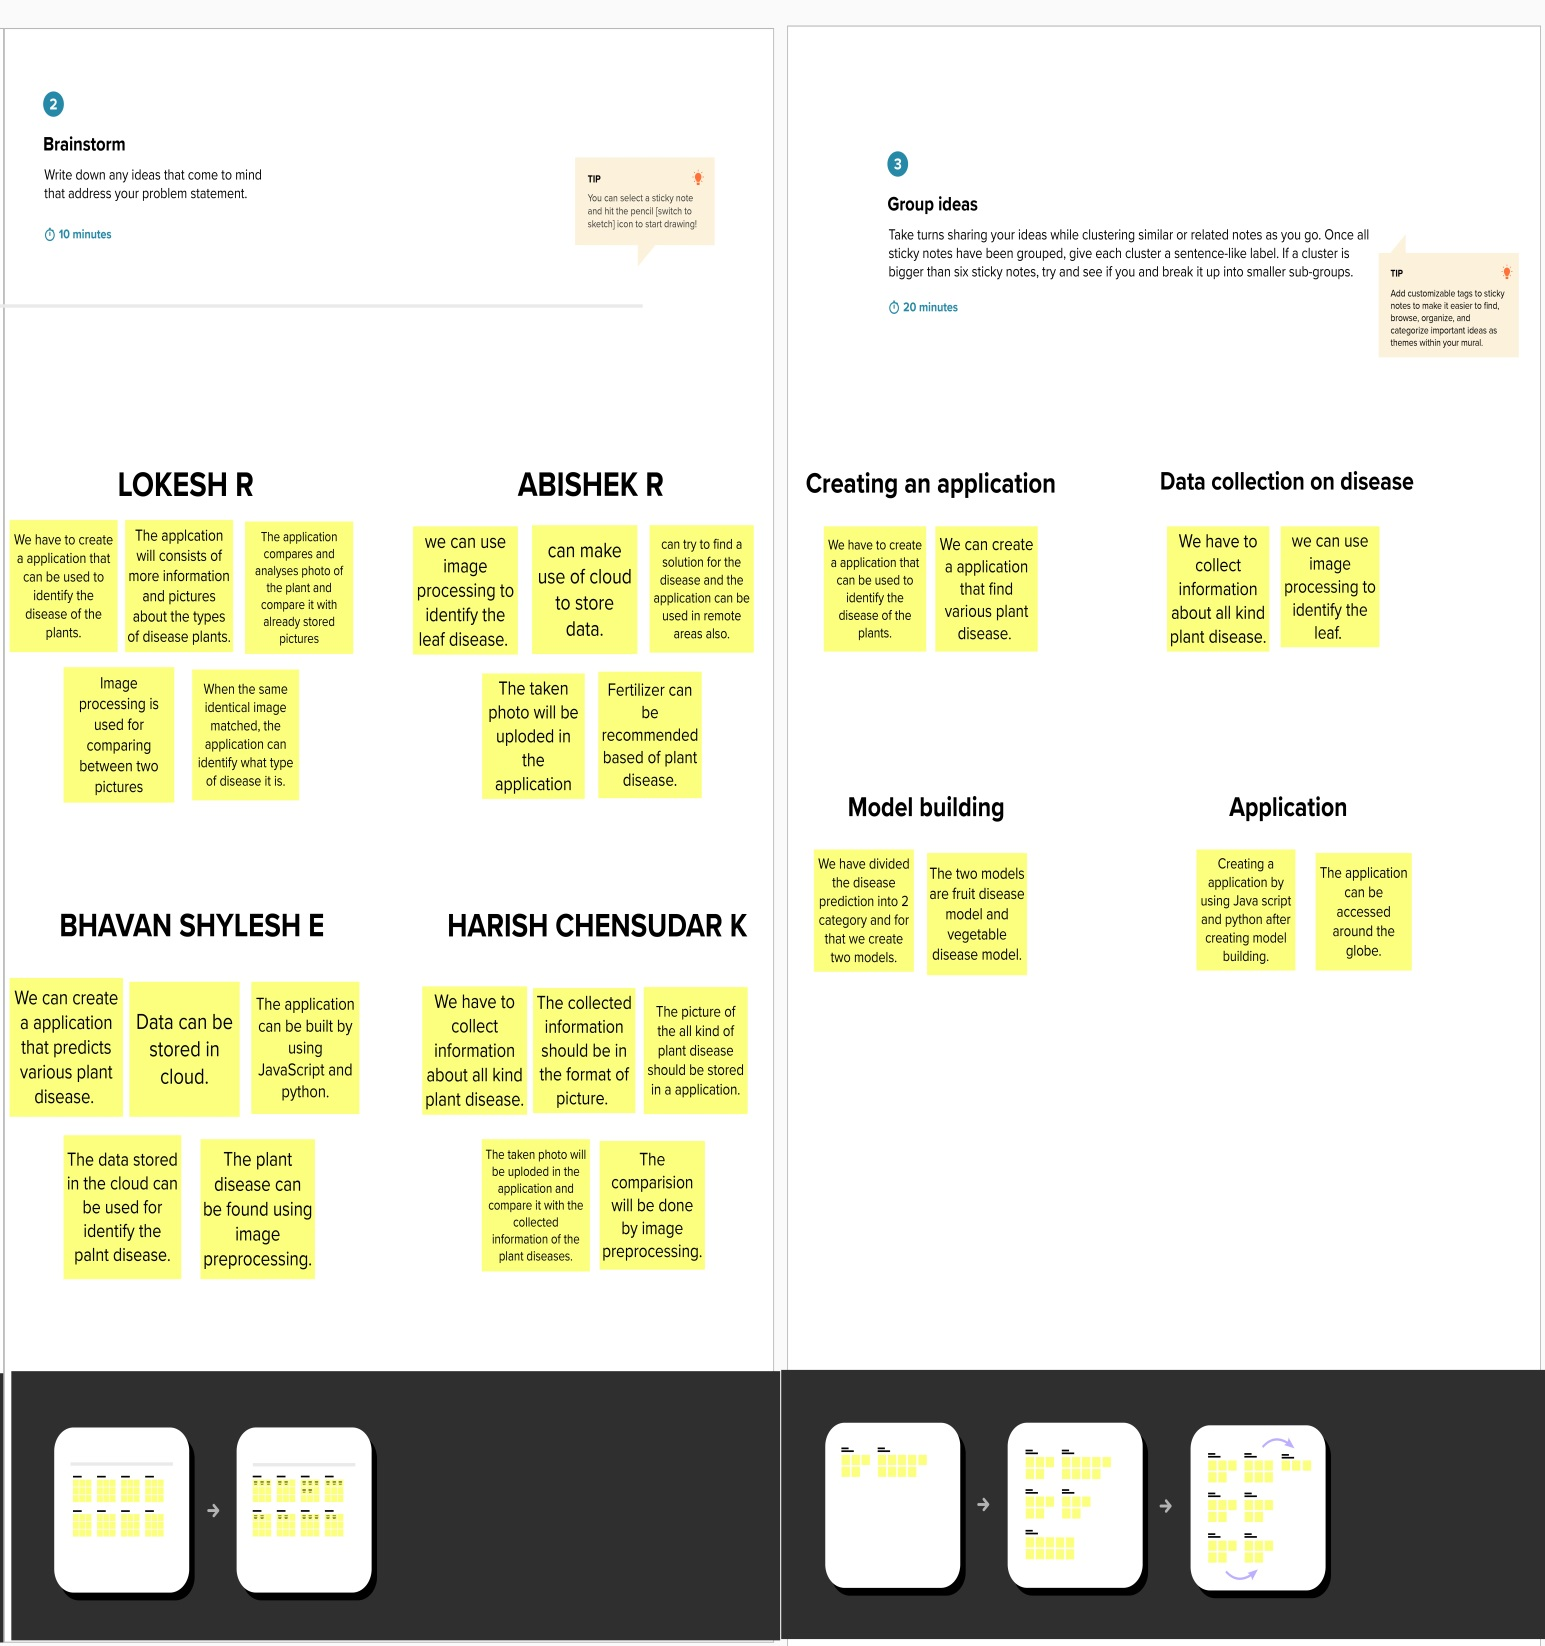 2
Brainstorm
Write down any ideas that come to mind
that address your problem statement.
10 minutes
TIP
You can select a sticky note
and hit the pencil [switch to
sketch] icon to start drawing!
LOKESH R
We have to create
a application that
can be used to
identify the
disease of the
plants.
The applcation
will consists of
more information
and pictures
about the types
of disease plants.
The application
compares and
analyses photo of
the plant and
compare it with
already stored
pictures
Image
processing is
used for
comparing
between two
pictures
When the same
identical image
matched, the
application can
identify what type
of disease it is.
ABISHEK R
we can use
image
processing to
identify the
leaf disease.
can make
use of cloud
to store
data.
can try to find a
solution for the
disease and the
application can be
used in remote
areas also.
The taken
photo will be
uploded in
the
application
Fertilizer can
be
recommended
based of plant
disease.
BHAVAN SHYLESH E
We can create
a application
that predicts
various plant
disease.
Data can be
stored in
cloud.
The application
can be built by
using
JavaScript and
python.
The data stored
in the cloud can
be used for
identify the
palnt disease.
The plant
disease can
be found using
image
preprocessing.
HARISH CHENSUDAR K
We have to
collect
information
about all kind
plant disease.
The collected
information
should be in
the format of
picture.
The picture of
the all kind of
plant disease
should be stored
in a application.
The taken photo will
be uploded in the
application and
compare it with the
collected
information of the
plant diseases.
The
comparision
will be done
by image
preprocessing.
3
Group ideas
Take turns sharing your ideas while clustering similar or related notes as you go. Once all
sticky notes have been grouped, give each cluster a sentence-like label. If a cluster is
bigger than six sticky notes, try and see if you and break it up into smaller sub-groups.
20 minutes
TIP
Add customizable tags to sticky
notes to make it easier to find,
browse, organize, and
categorize important ideas as
themes within your mural.
Creating an application
We have to create
a application that
can be used to
identify the
disease of the
plants.
We can create
a application
that find
various plant
disease.
Data collection on disease
We have to
collect
information
about all kind
plant disease.
we can use
image
processing to
identify the
leaf.
Model building
We have divided
the disease
prediction into 2
category and for
that we create
two models.
The two models
are fruit disease
model and
vegetable
disease model.
Application
Creating a
application by
using Java script
and python after
creating model
building.
The application
can be
accessed
around the
globe.